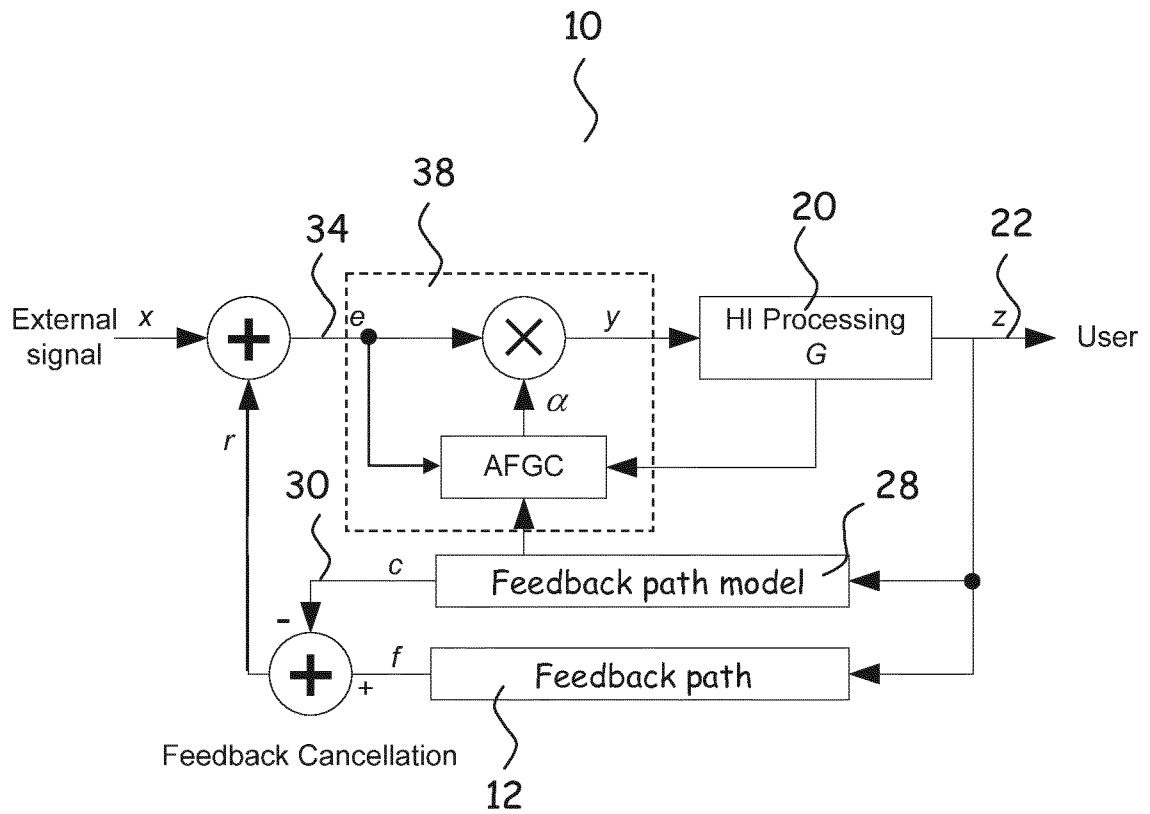 10
38
20
22
34
External signal
x
e
y
HI Processing
G
z
User
α
r
AFGC
30
28
c
Feedback path model
-
f
+
Feedback path
Feedback Cancellation
12